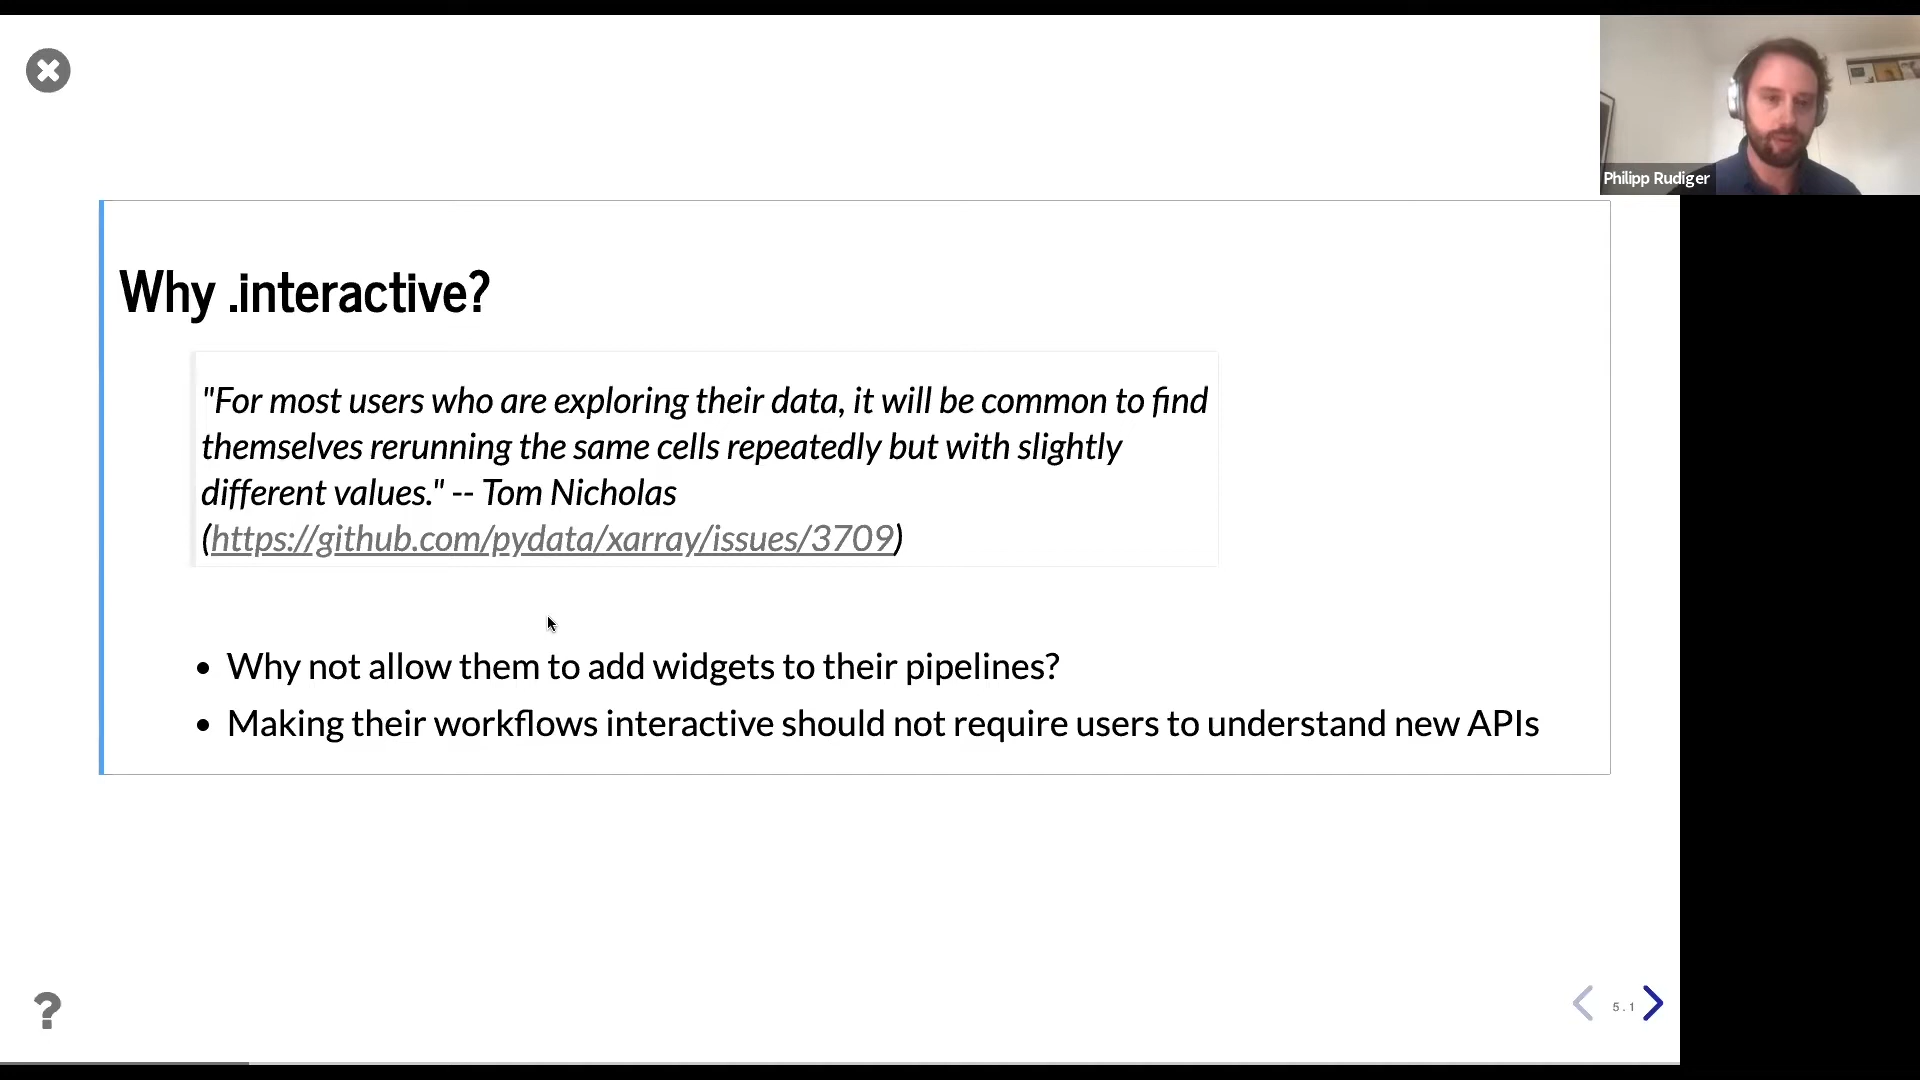 Philipp Rudiger
Why .interactive?
"For most users who are exploring their data, it will be common to find
themselves rerunning the same cells repeatedly but with slightly
different values." -- Tom Nicholas
(https://github.com/pydata/xarray/issues/3709)
• Why not allow them to add widgets to their pipelines?
• Making their workflows interactive should not require users to understand new APIs
?
5.1